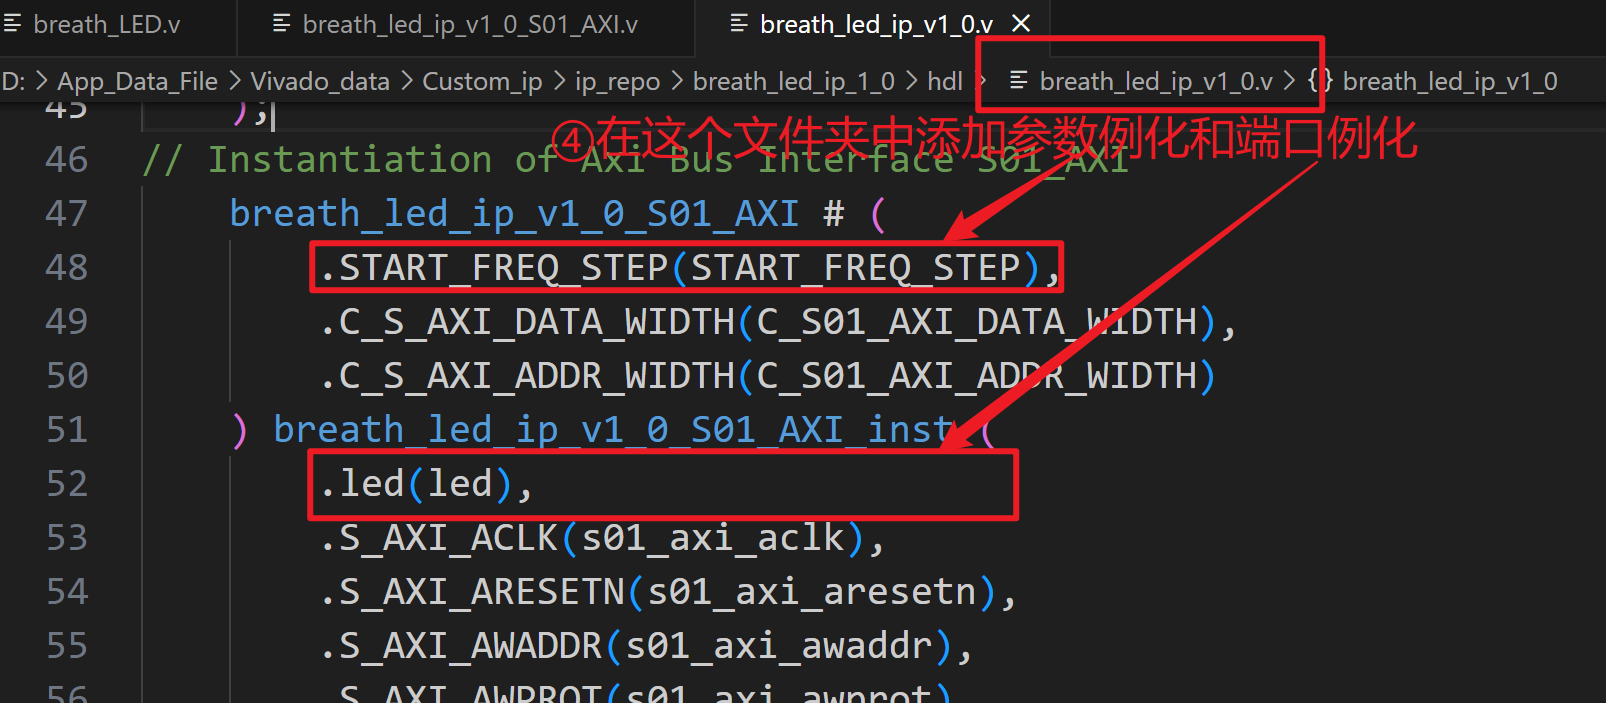 breath_LED.v breath_led_ip_v1_0_S01_AXI.v breath_led_ip_v1_0.v ×
D: > App_Data_File > Vivado_data > Custom_ip > ip_repo > breath_led_ip_1_0 > hdl > breath_led_ip_v1_0.v > {} breath_led_ip_v1_0
45 );
④在这个文件夹中添加参数例化和端口例化
46 // Instantiation of Axi Bus Interface S01_AXI
47 breath_led_ip_v1_0_S01_AXI # (
48 .START_FREQ_STEP(START_FREQ_STEP),
49 .C_S_AXI_DATA_WIDTH(C_S01_AXI_DATA_WIDTH),
50 .C_S_AXI_ADDR_WIDTH(C_S01_AXI_ADDR_WIDTH)
51 ) breath_led_ip_v1_0_S01_AXI_inst (
52 .led(led),
53 .S_AXI_ACLK(s01_axi_aclk),
54 .S_AXI_ARESETN(s01_axi_aresetn),
55 .S_AXI_AWADDR(s01_axi_awaddr),
56 .S_AXI_AWPROT(s01_axi_awprot)